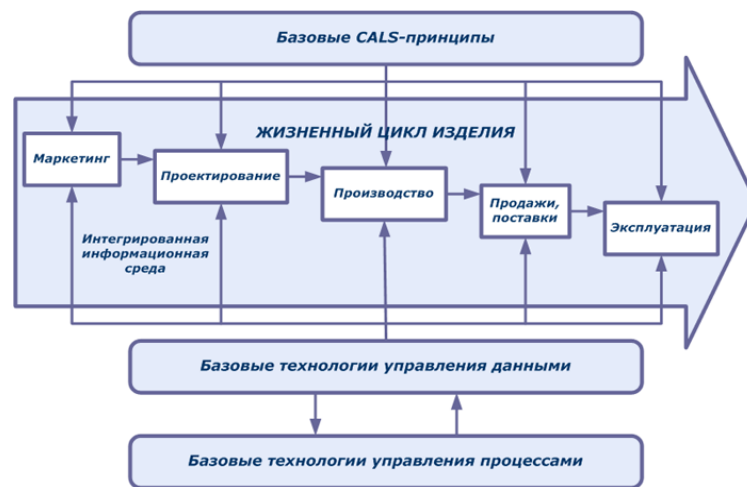 Базовые CALS-принципы
ЖИЗНЕННЫЙ ЦИКЛ ИЗДЕЛИЯ
Маркетинг
Проектирование
Производство
Продажи,
поставки
Эксплуатация
Интегрированная
информационная
среда
Базовые технологии управления данными
Базовые технологии управления процессами